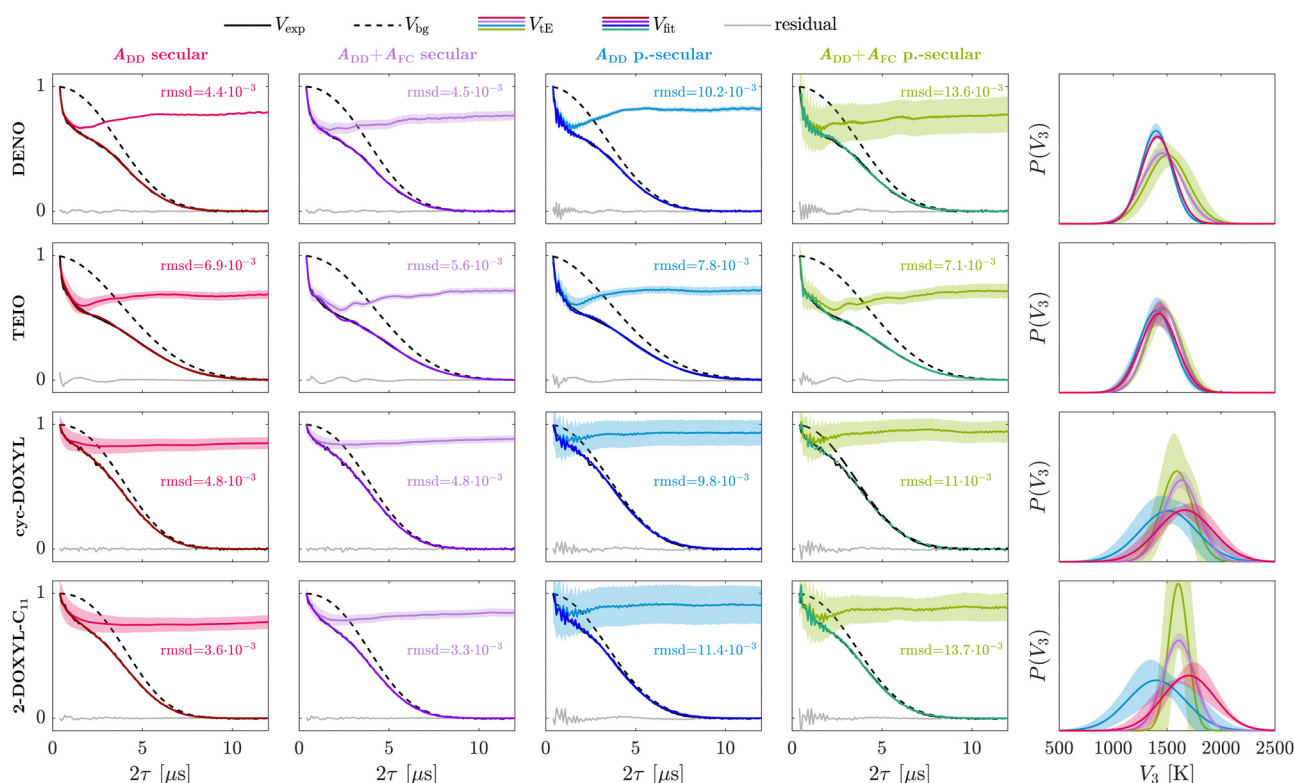 V_exp V_bg V_tE V_fit residual
A_DD secular A_DD+A_FC secular A_DD p.-secular A_DD+A_FC p.-secular
DENO
1
0
rmsd=4.4·10⁻³ rmsd=4.5·10⁻³ rmsd=10.2·10⁻³ rmsd=13.6·10⁻³
P(V₃)
TEIO
1
0
rmsd=6.9·10⁻³ rmsd=5.6·10⁻³ rmsd=7.8·10⁻³ rmsd=7.1·10⁻³
P(V₃)
cyc-DOXYL
1
0
rmsd=4.8·10⁻³ rmsd=4.8·10⁻³ rmsd=9.8·10⁻³ rmsd=11·10⁻³
P(V₃)
2-DOXYL-C₁₁
1
0
rmsd=3.6·10⁻³ rmsd=3.3·10⁻³ rmsd=11.4·10⁻³ rmsd=13.7·10⁻³
P(V₃)
0 5 10 0 5 10 0 5 10 0 5 10 500 1000 1500 2000 2500
2τ [μs] 2τ [μs] 2τ [μs] 2τ [μs] V₃ [K]